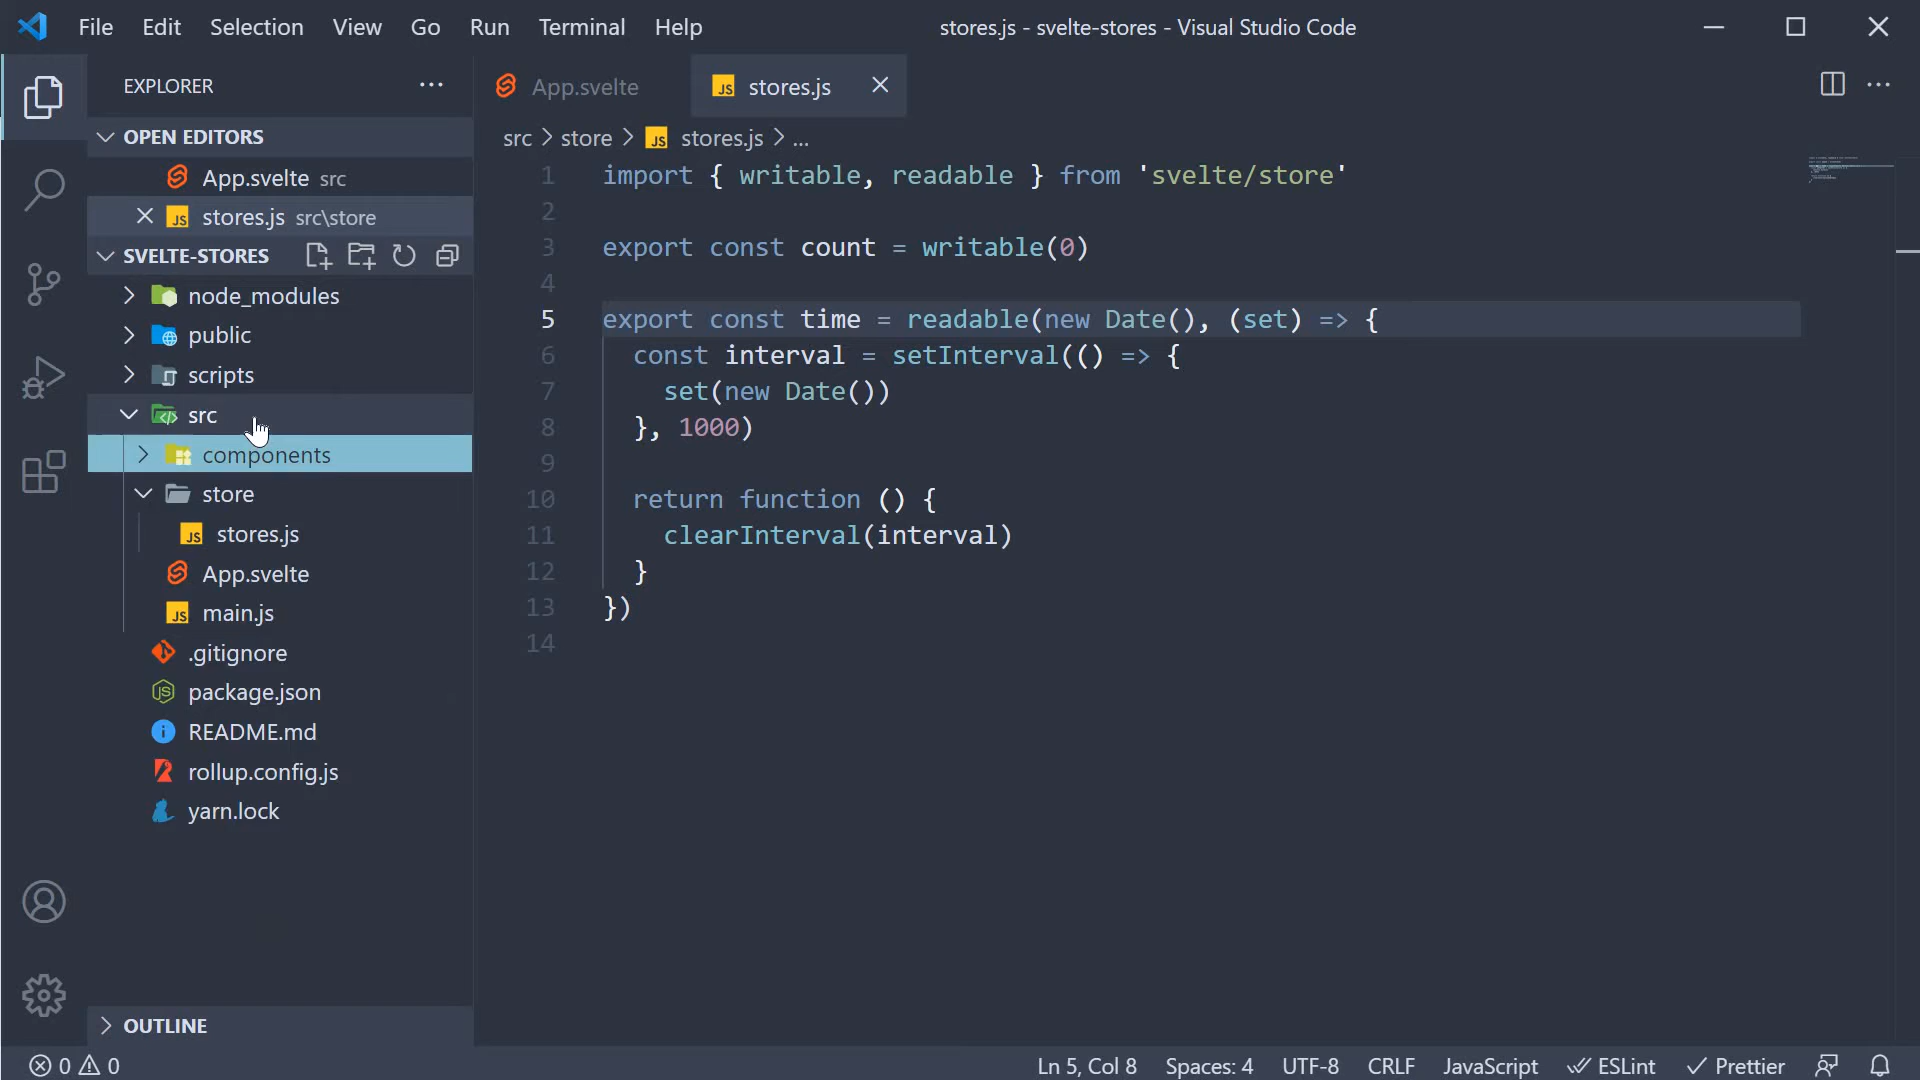 File Edit Selection View Go Run Terminal Help
stores.js - svelte-stores - Visual Studio Code
EXPLORER
OPEN EDITORS
App.svelte src
stores.js src\store
SVELTE-STORES
node_modules
public
scripts
src
components
store
JS stores.js
App.svelte
JS main.js
.gitignore
package.json
README.md
rollup.config.js
yarn.lock
OUTLINE
App.svelte
JS stores.js
src > store > JS stores.js > ...
1 import { writable, readable } from 'svelte/store'
2
3 export const count = writable(0)
4
5 export const time = readable(new Date(), (set) => {
6 const interval = setInterval(() => {
7 set(new Date())
8 }, 1000)
9
10 return function () {
11 clearInterval(interval)
12 }
13 })
14
0 0
Ln 5, Col 8 Spaces: 4 UTF-8 CRLF JavaScript ESLint Prettier